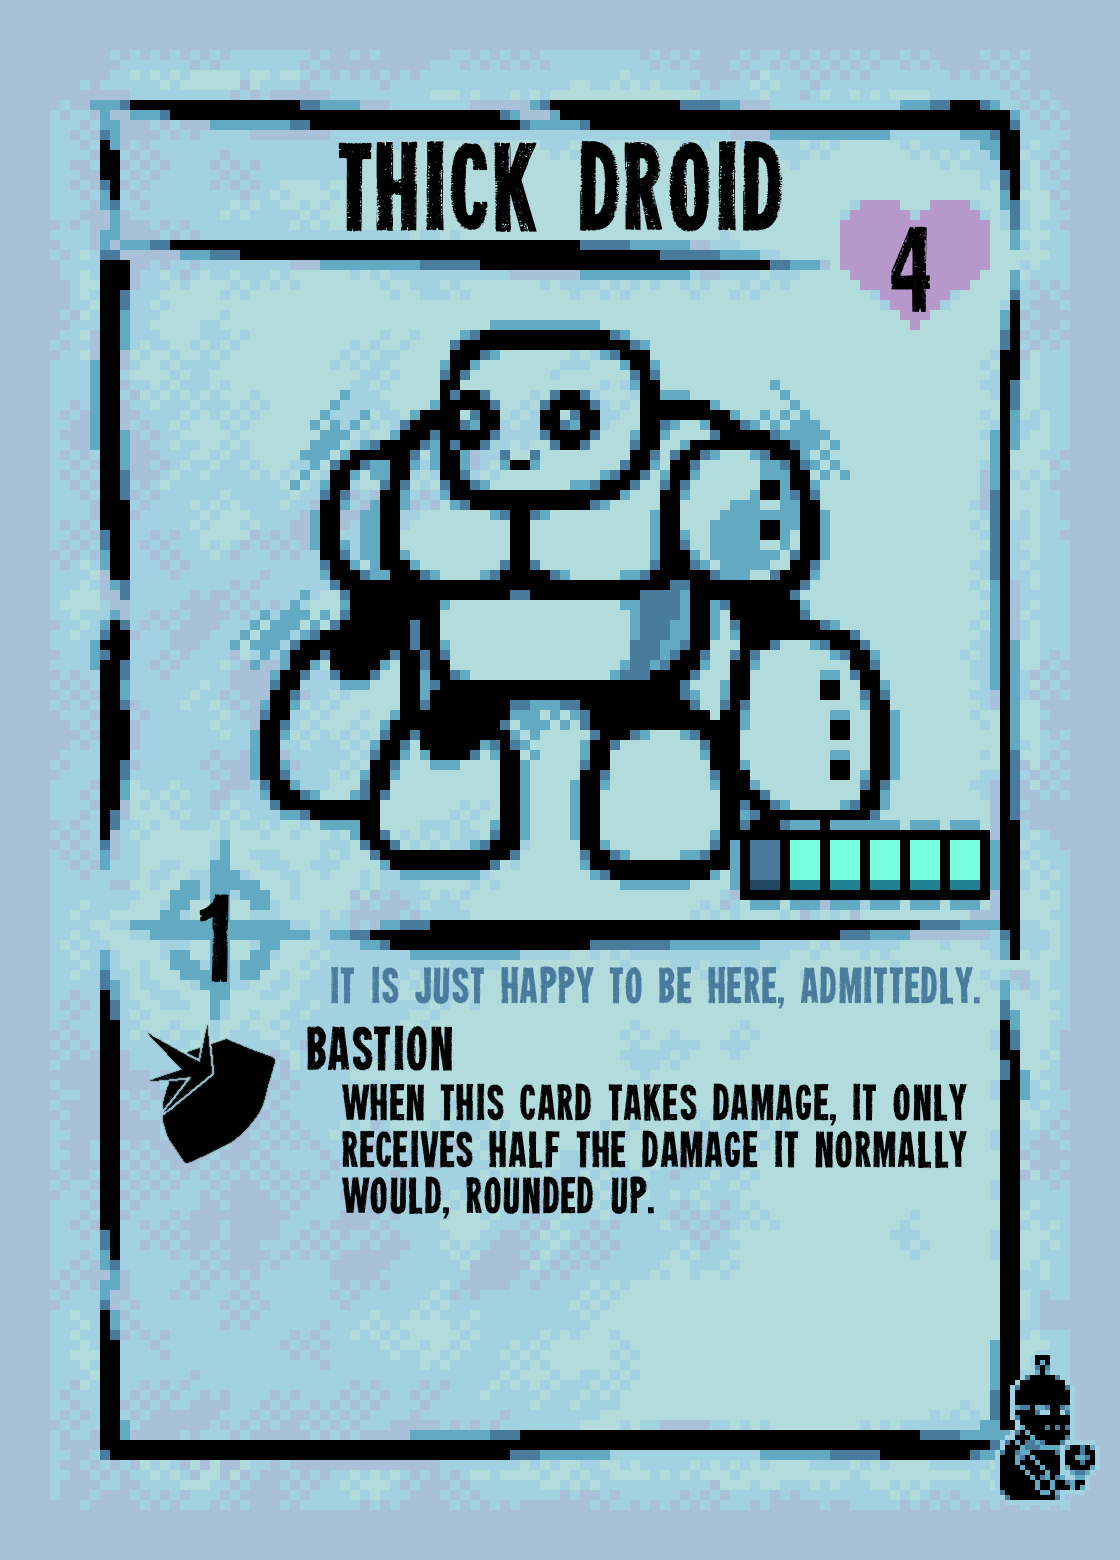 THICK DROID
4
1
IT IS JUST HAPPY TO BE HERE, ADMITTEDLY.
BASTION
WHEN THIS CARD TAKES DAMAGE, IT ONLY
RECEIVES HALF THE DAMAGE IT NORMALLY
WOULD, ROUNDED UP.